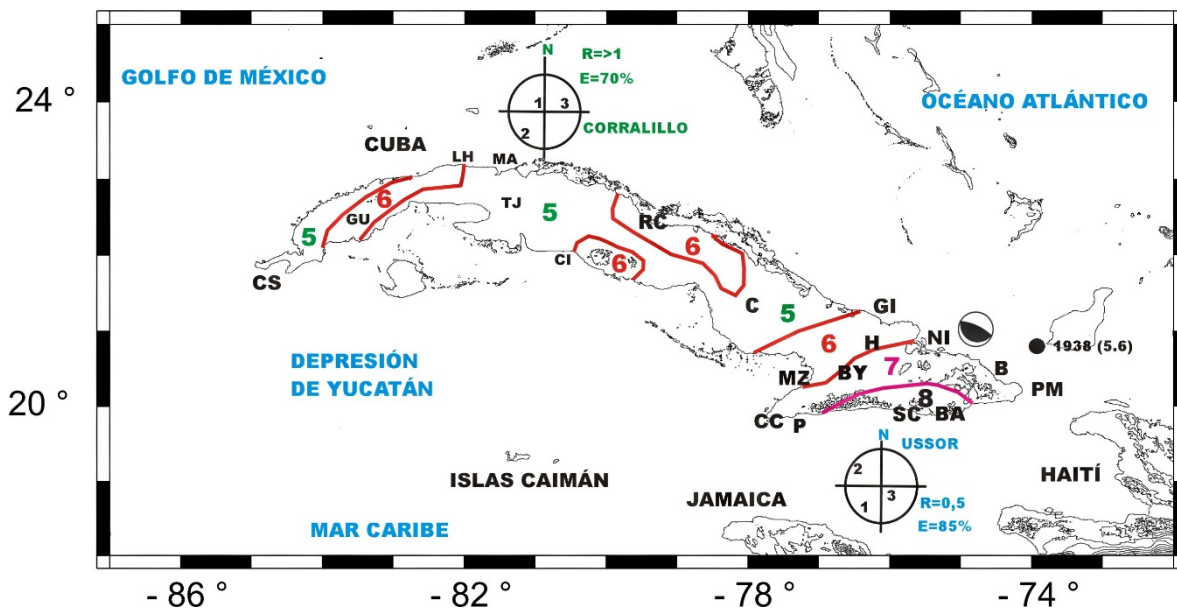 N
R=>1
GOLFO DE MÉXICO
E=70%
24 °
1
3
OCÉANO ATLÁNTICO
2
CORRALILLO
CUBA
LH
MA
6
TJ
5
GU
RC
5
6
6
CI
CS
C
GI
5
NI
H
6
1938 (5.6)
DEPRESIÓN
DE YUCATÁN
7
B
MZ
BY
PM
20 °
8
CC
P
SC
BA
N
USSOR
ISLAS CAIMÁN
2
HAITÍ
3
JAMAICA
1
R=0,5
MAR CARIBE
E=85%
- 86 °
- 82 °
- 78 °
- 74 °